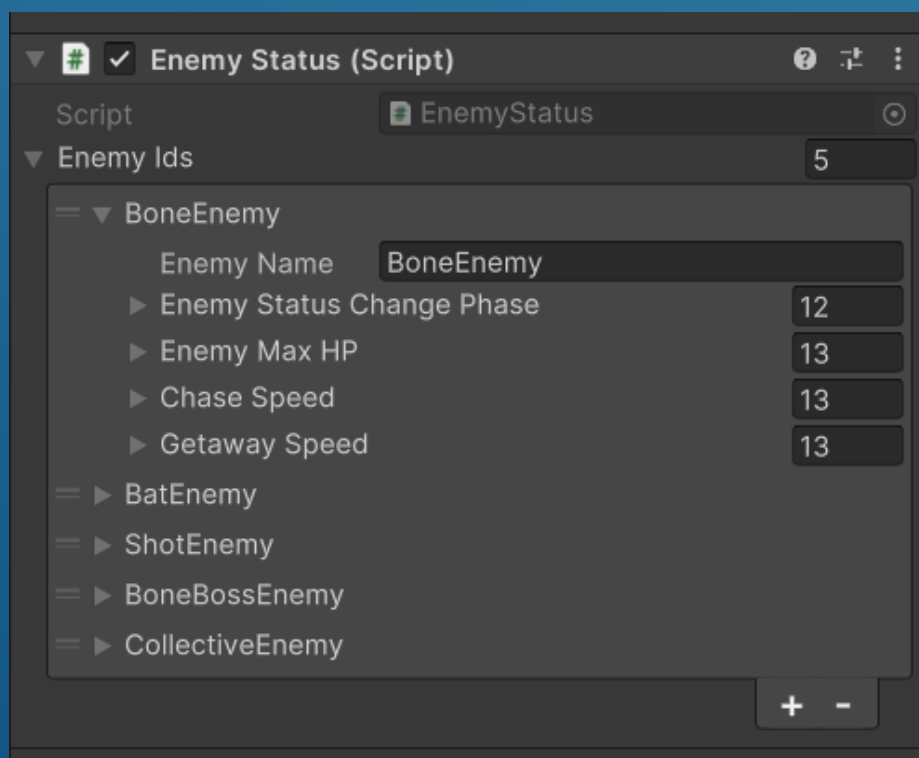 Enemy Status (Script)
Script EnemyStatus
Enemy Ids 5
BoneEnemy
Enemy Name BoneEnemy
Enemy Status Change Phase 12
Enemy Max HP 13
Chase Speed 13
Getaway Speed 13
BatEnemy
ShotEnemy
BoneBossEnemy
CollectiveEnemy
+ -